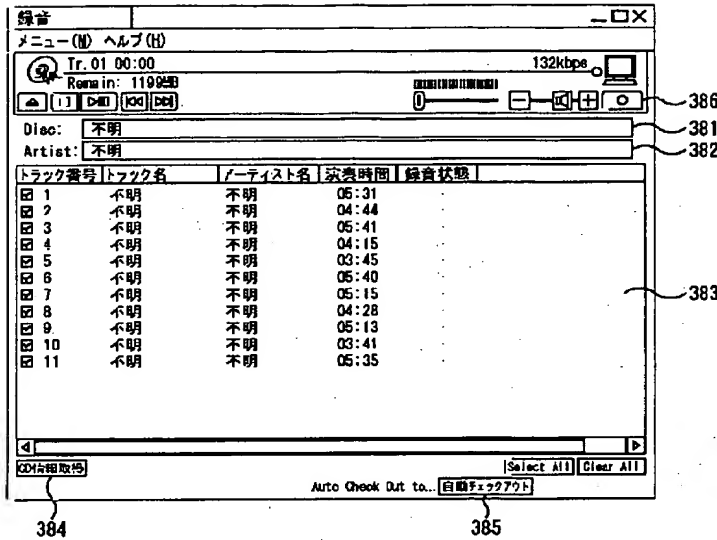 録音
メニュー(M) ヘルプ(H)
Tr.01 00:00 132kbps
Remain: 1199
386
Disc: 不明 381
Artist: 不明 382
トラック番号 トラック名 アーティスト名 演奏時間 録音状態
1 不明 不明 05:31
2 不明 不明 04:44
3 不明 不明 05:41
4 不明 不明 04:15
5 不明 不明 03:45
6 不明 不明 05:40
7 不明 不明 05:15
383
8 不明 不明 04:28
9 不明 不明 05:13
10 不明 不明 03:41
11 不明 不明 05:35
CD情報取得 Select All Clear All
Auto Check Out to... 自動チェックアウト
384 385